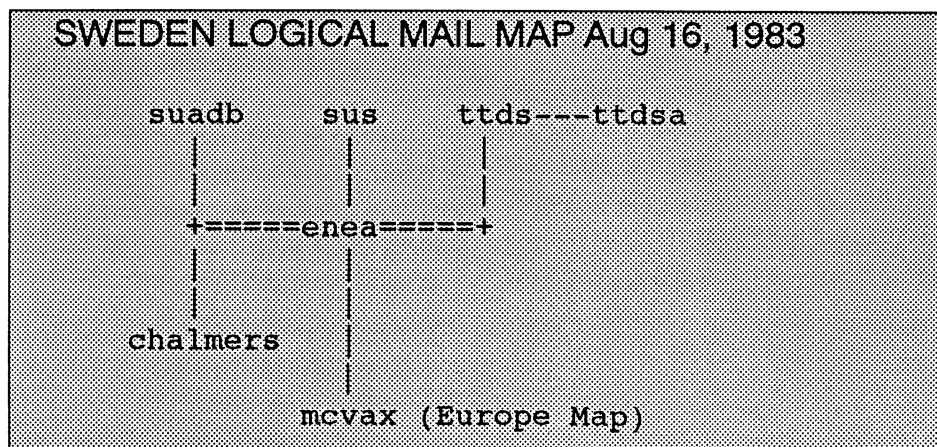 SWEDEN LOGICAL MAIL MAP Aug 16, 1983
suadb sus ttds---ttdsa
| | |
| | |
+=====enea=====+
| |
| |
chalmers |
|
mcvax (Europe Map)